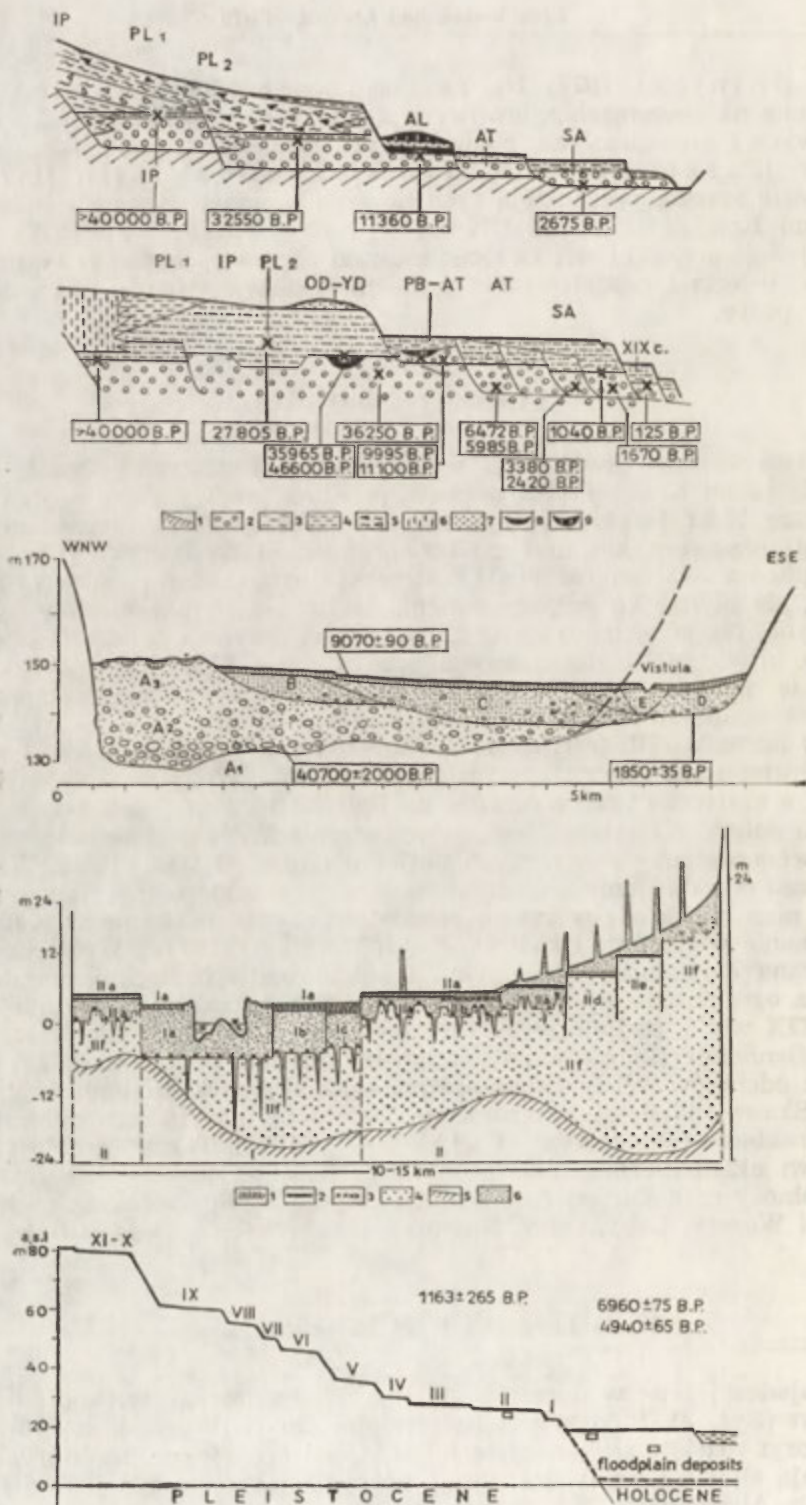 IP
PL 1
PL 2
AL
AT
SA
IP
>40000 B.P. 32550 B.P. 11360 B.P. 2675 B.P.
PL 1 IP PL 2
OD-YD PB-AT AT
SA
XIX c.
>40000 B.P. 27.805 B.P. 36250 B.P. 6472 B.P. 1040 B.P. 125 B.P.
35965 B.P. 9995 B.P. 5985 B.P. 1670 B.P.
46600 B.P. 11100 B.P. 3380 B.P.
2420 B.P.
1 2 3 4 5 6 7 8 9
WNW ESE
m 170
9070±90 B.P.
150 Vistula
A3 B C E D
A2
130 A1
40700±2000 B.P. 1850±35 B.P.
0 5km
m 24 m 24
12
IIa Ia Ia IIa
0 Ia Ib Ic IId IIe IIf
IIf IIf IIf
-12
-24
II I II
10-15 km
1 2 3 4 5 6
a.s.l
m 80 XI-X
1163±265 B.P. 6960±75 B.P.
4940±65 B.P.
60 IX VIII VII VI
40 V IV III II I
20
floodplain deposits
0 PLEISTOCENE HOLOCENE